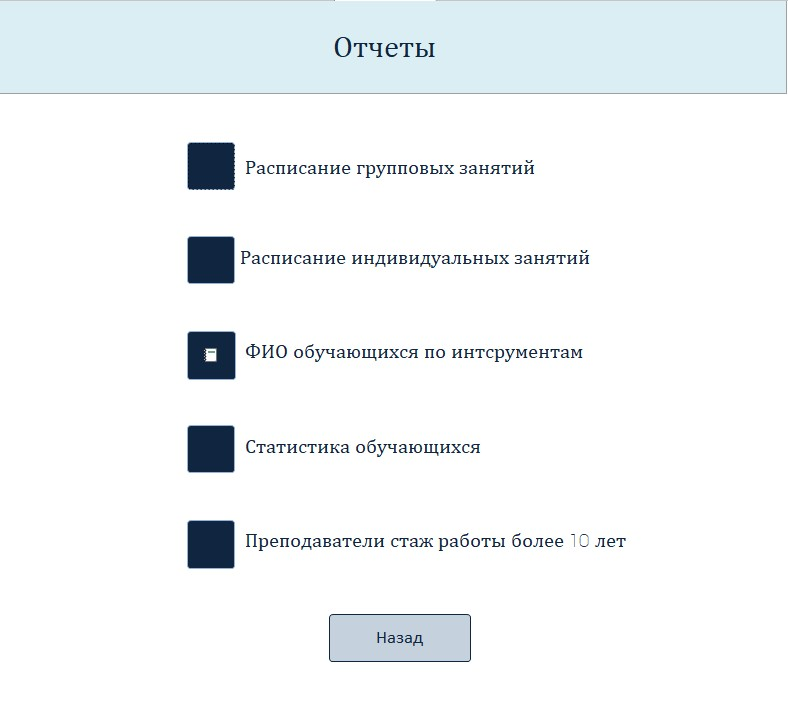 Отчеты
Расписание групповых занятий
Расписание индивидуальных занятий
ФИО обучающихся по интсрументам
Статистика обучающихся
Преподаватели стаж работы более 10 лет
Назад